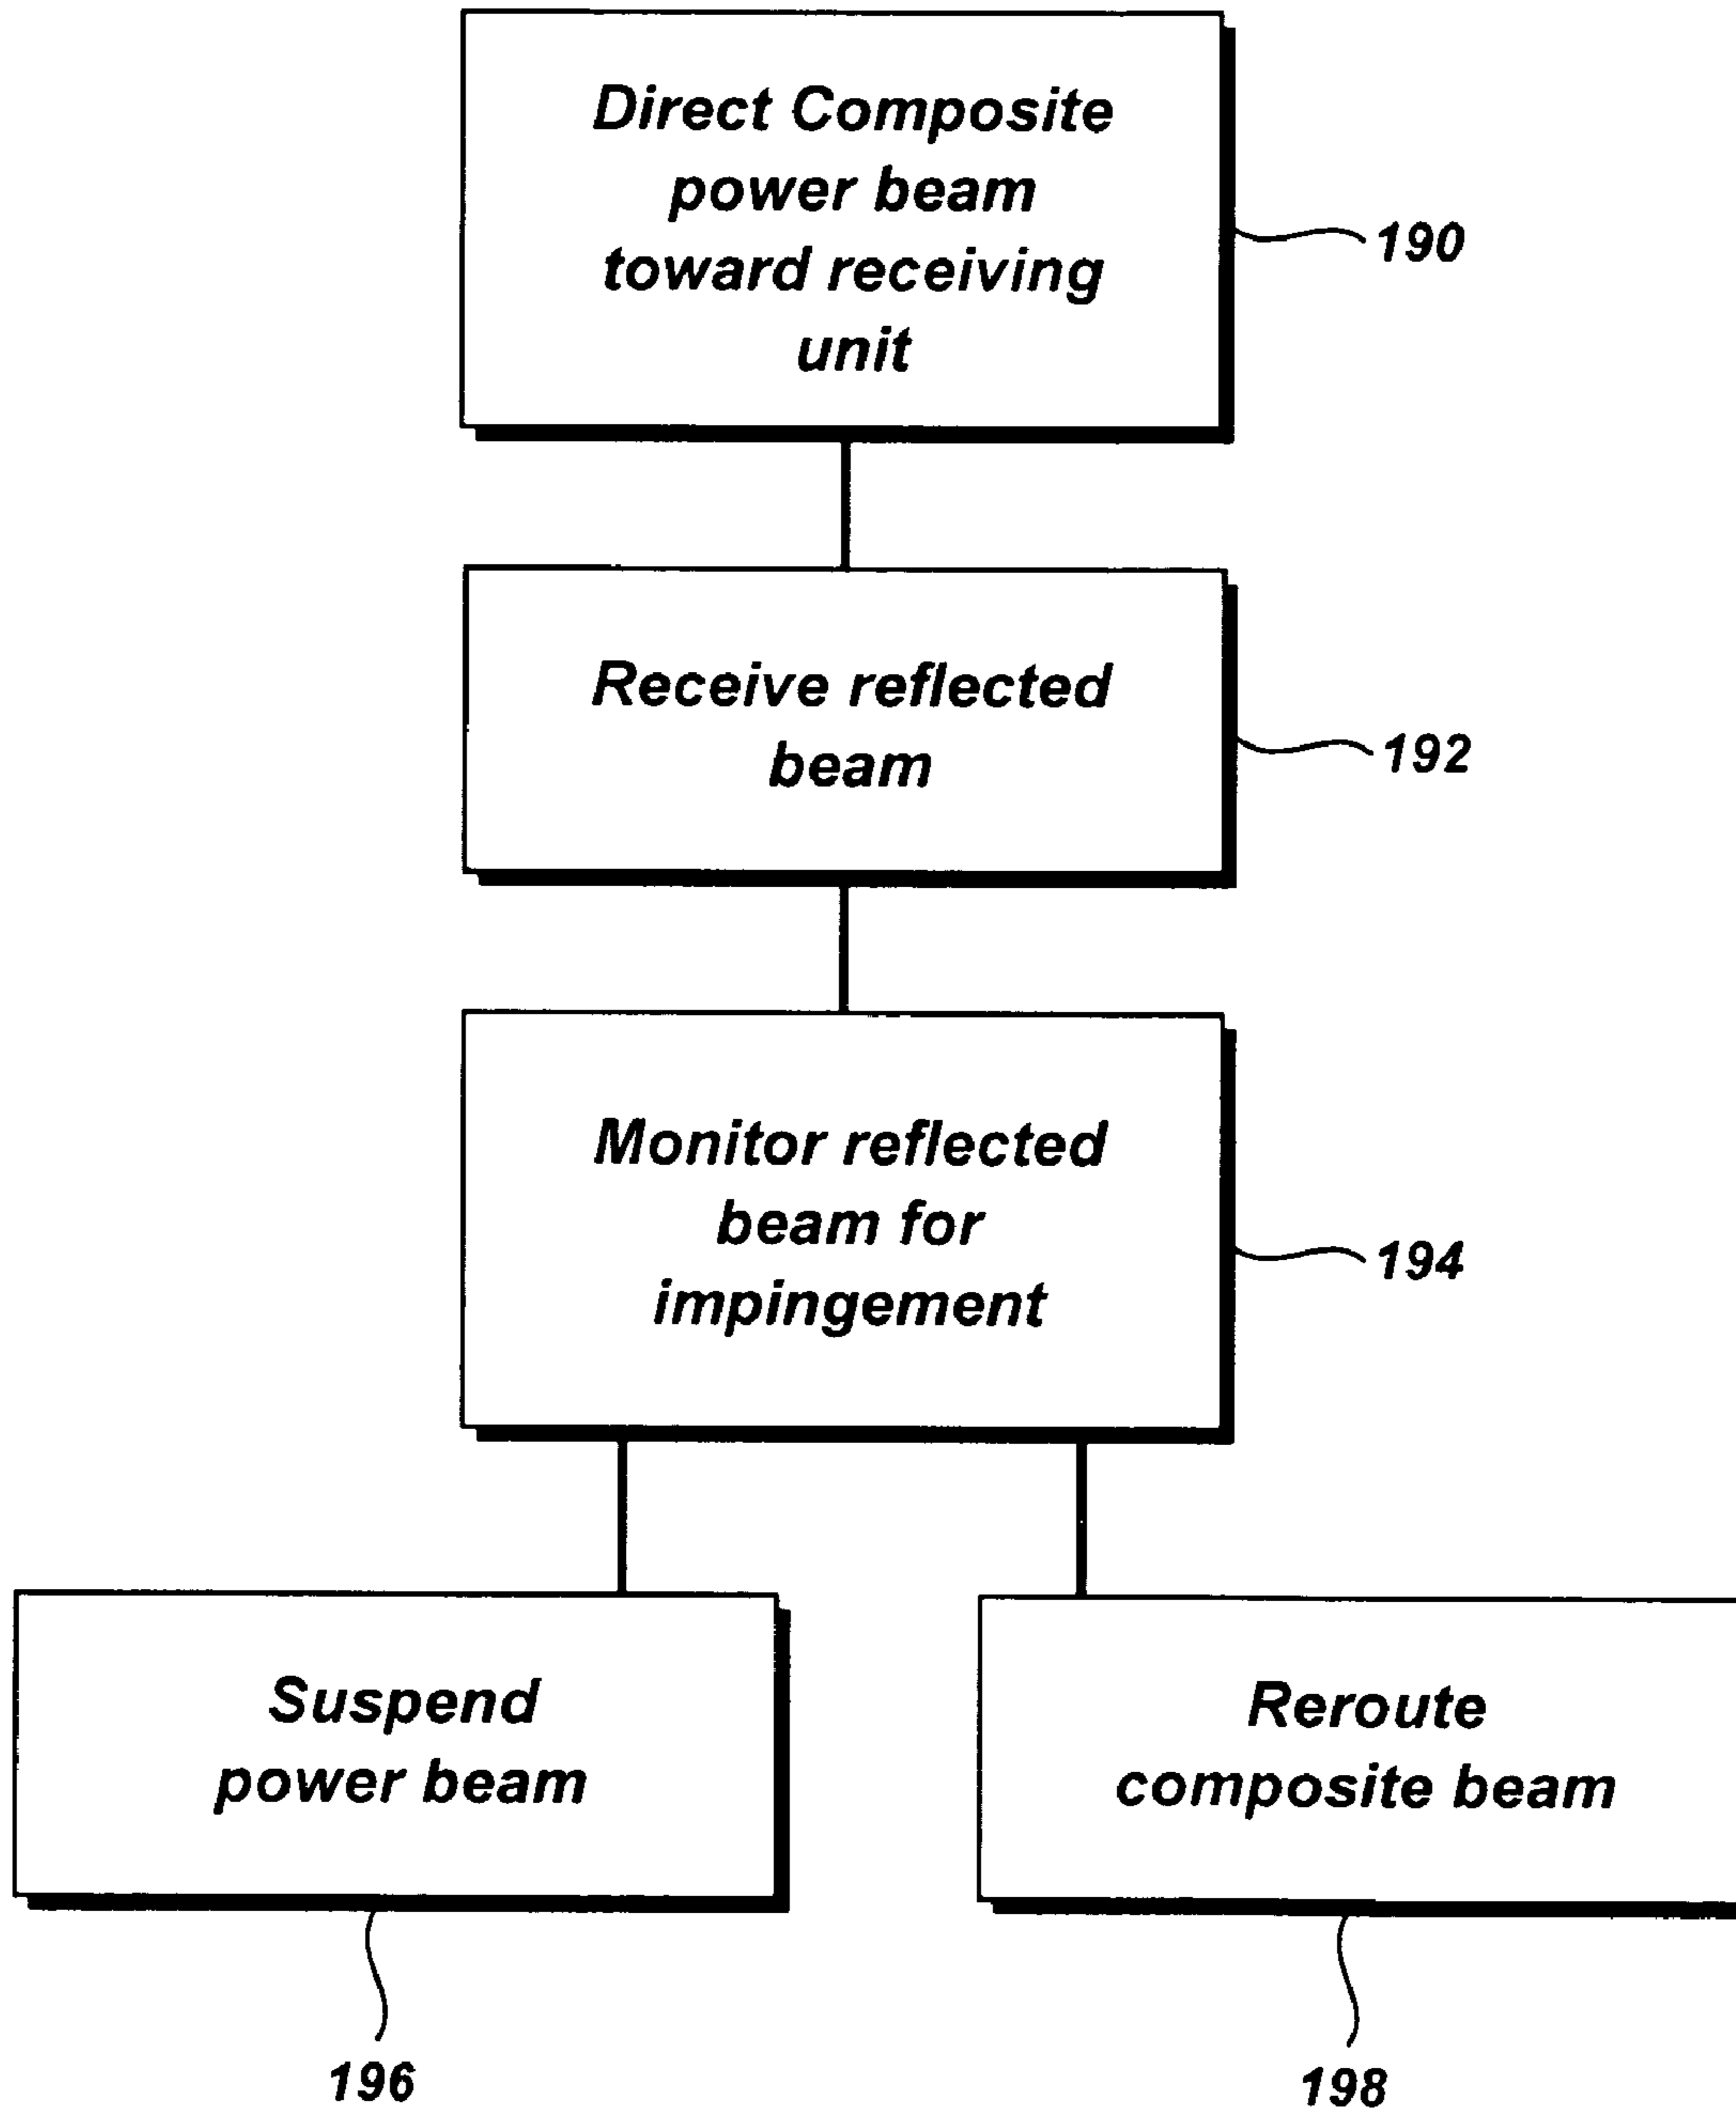 Direct Composite
power beam
toward receiving
unit
190
Receive reflected
beam
192
Monitor reflected
beam for
impingement
194
Suspend
power beam
Reroute
composite beam
196
198